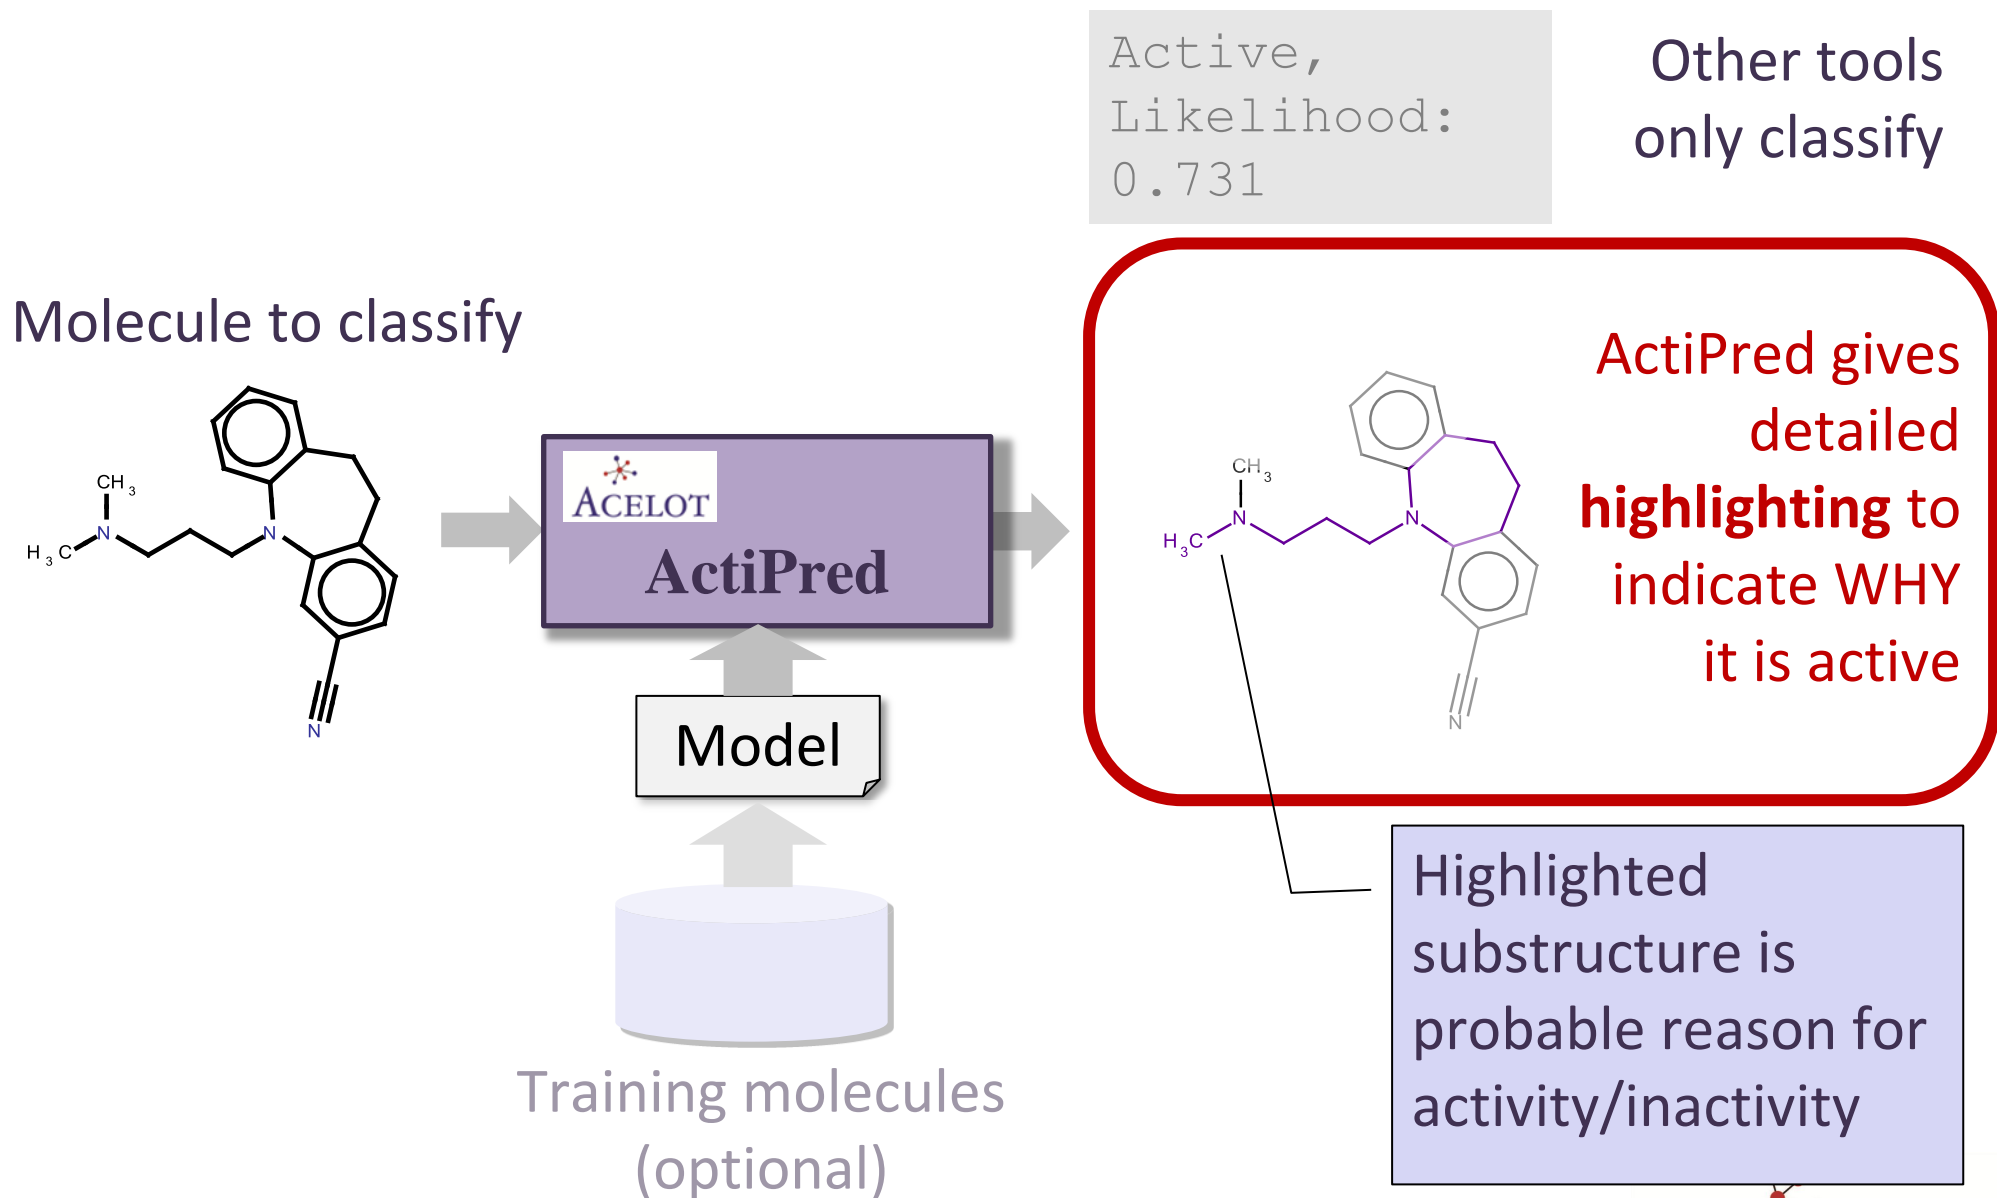 Active,
Likelihood:
0.731
Other tools
only classify
Molecule to classify
CH3
N
H3C
N
N
ACELOT
ActiPred
Model
Training molecules
(optional)
CH3
N
H3C
N
N
ActiPred gives
detailed
highlighting to
indicate WHY
it is active
Highlighted
substructure is
probable reason for
activity/inactivity